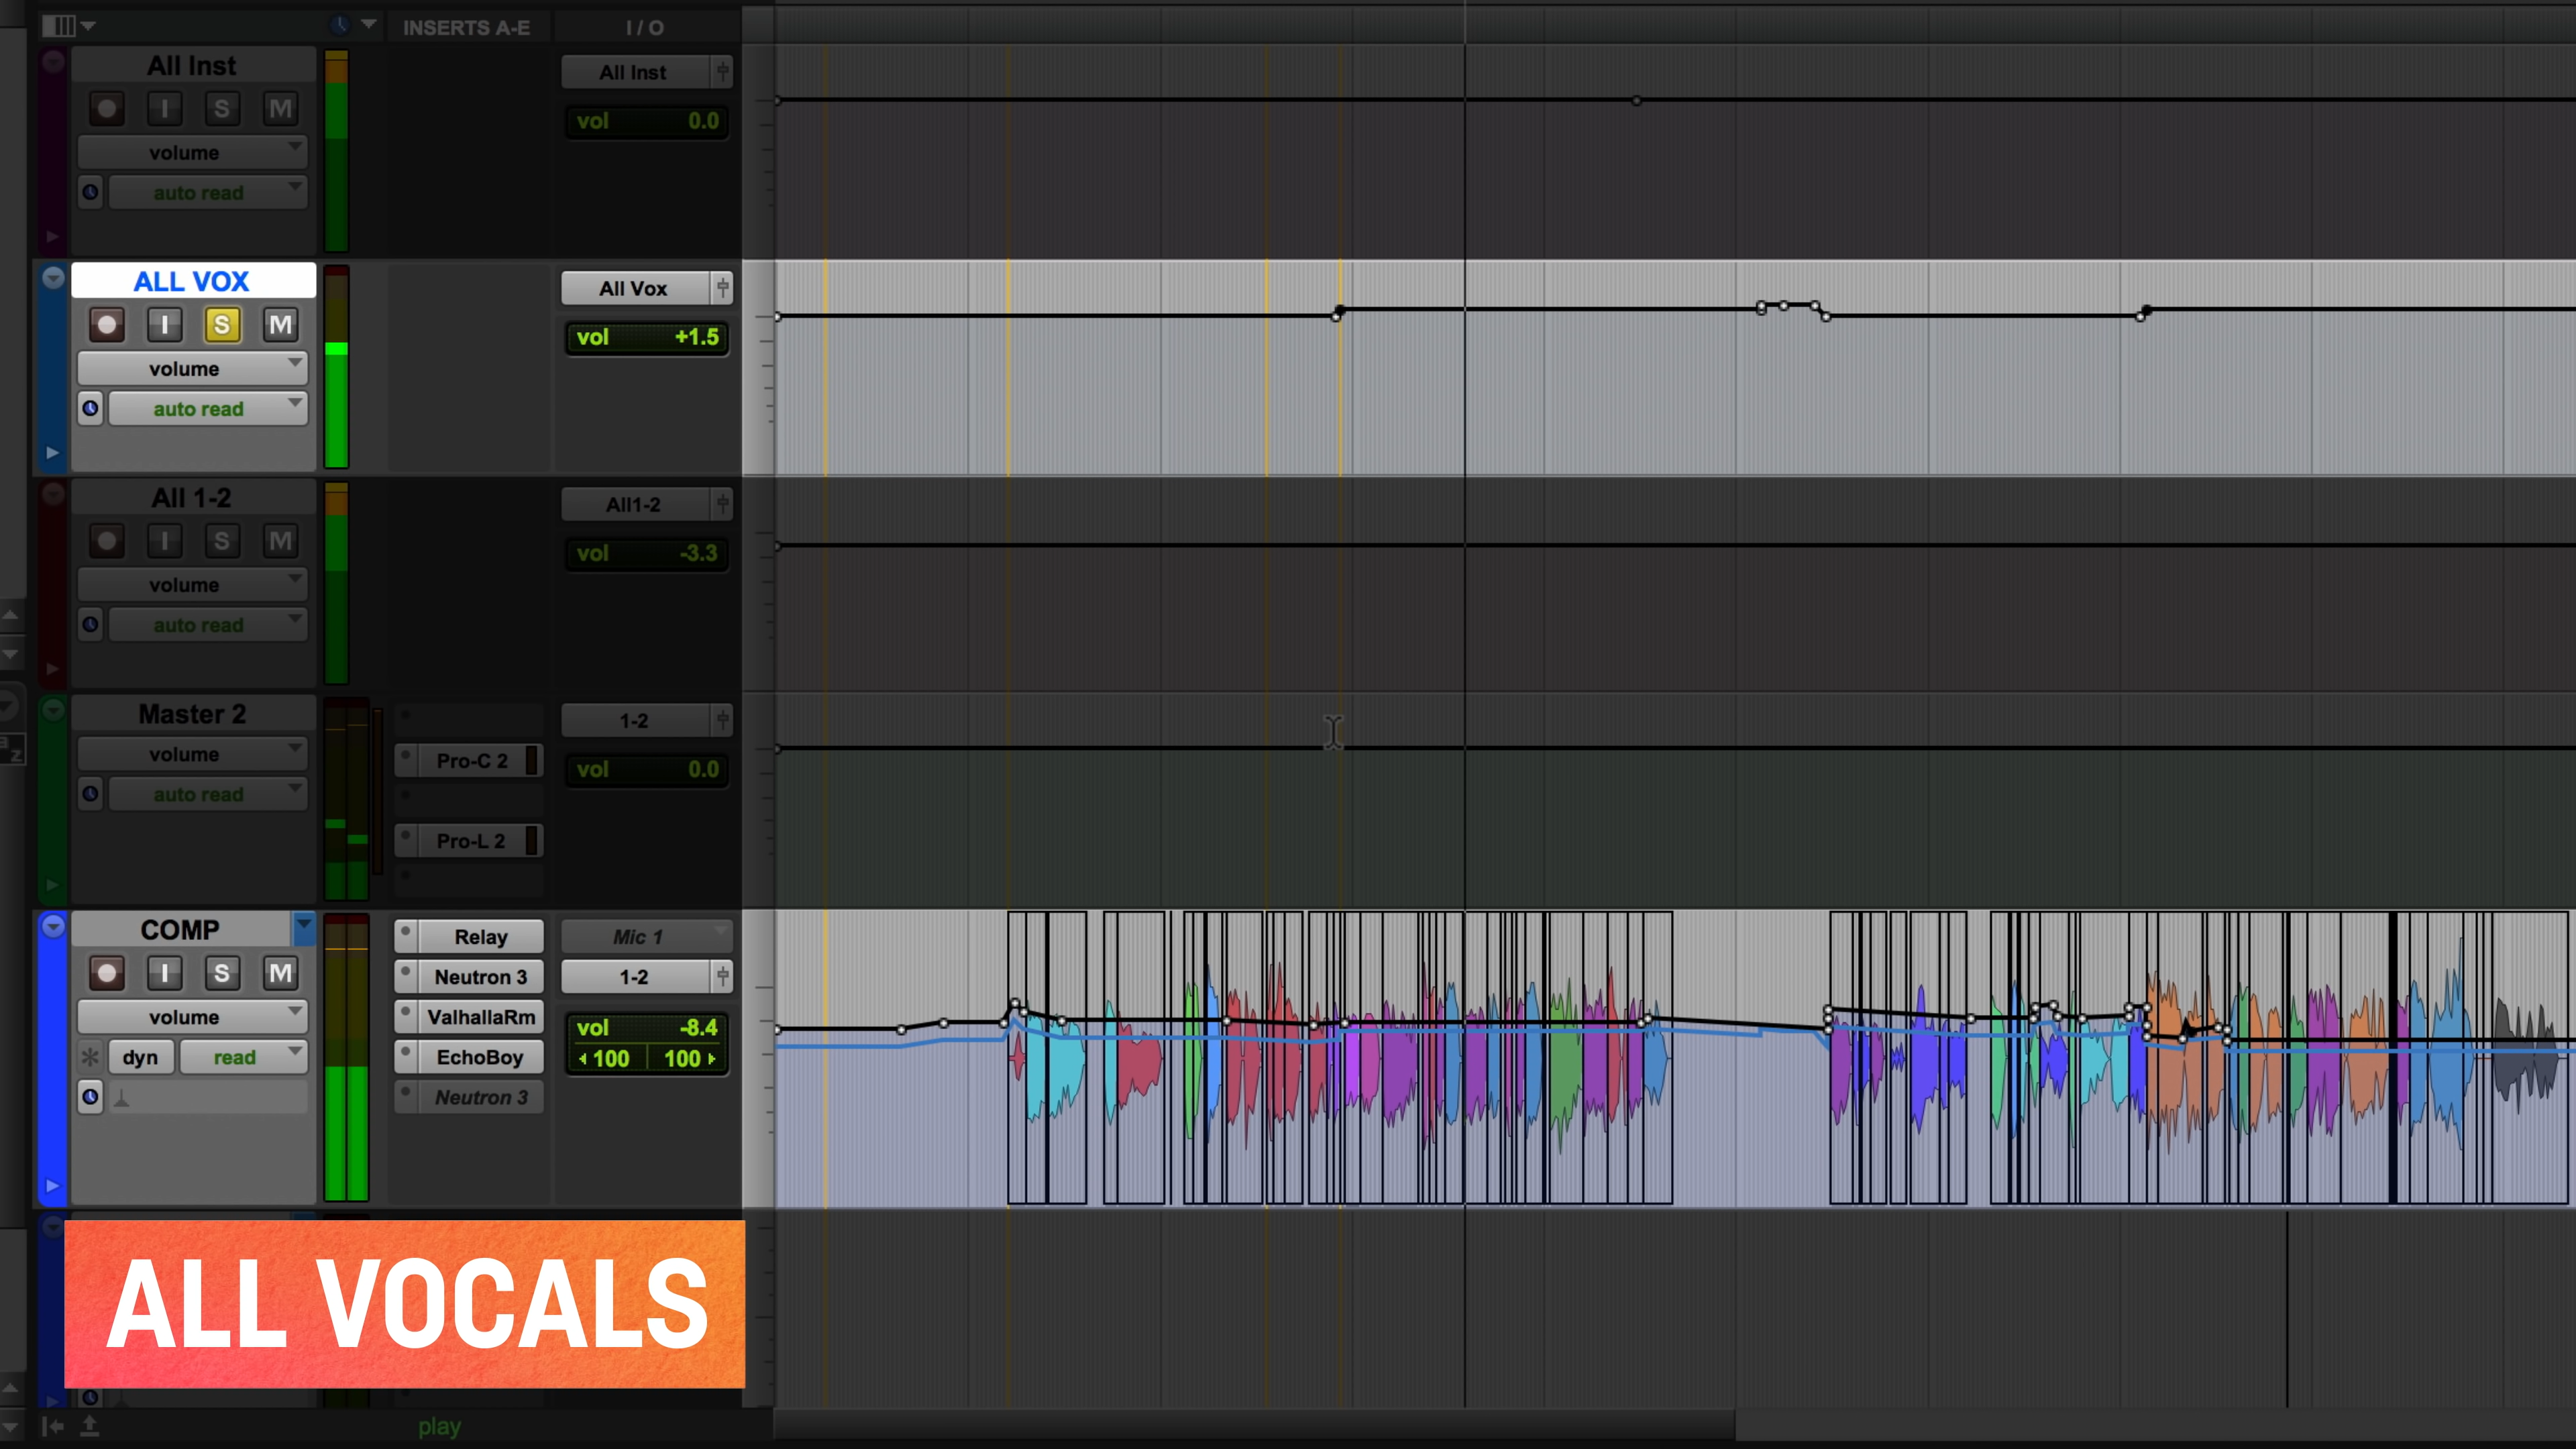 INSERTS A-E
I / O
All Inst
I S M
volume
auto read
All Inst
vol 0.0
ALL VOX
I S M
volume
auto read
All Vox
vol +1.5
All 1-2
I S M
volume
auto read
All1-2
vol -3.3
Master 2
volume
auto read
Pro-C 2
Pro-L 2
1-2
vol 0.0
COMP
I S M
volume
dyn read
Relay
Neutron 3
ValhallaRm
EchoBoy
Neutron 3
Mic 1
1-2
vol -8.4
100 100
ALL VOCALS
play